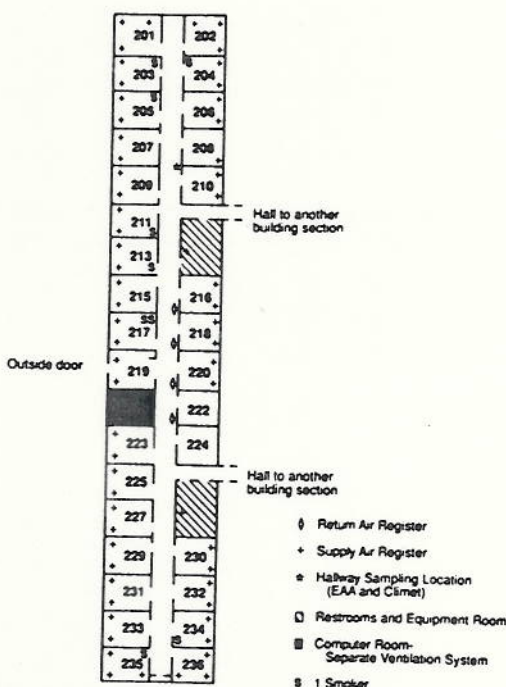 201 202
S S
203 204
S
205 206
207 208
209 210
Hall to another
building section
211
S
213
S
215 216
SS
217 218
Outside door
219 220
222
223 224
225
Hall to another
building section
227
229 230
231 232
233 234
S
S
235 236
Return Air Register
Supply Air Register
Hallway Sampling Location
(EAA and Climet)
Restrooms and Equipment Room
Computer Room-
Separate Ventilation System
S 1 Smoker